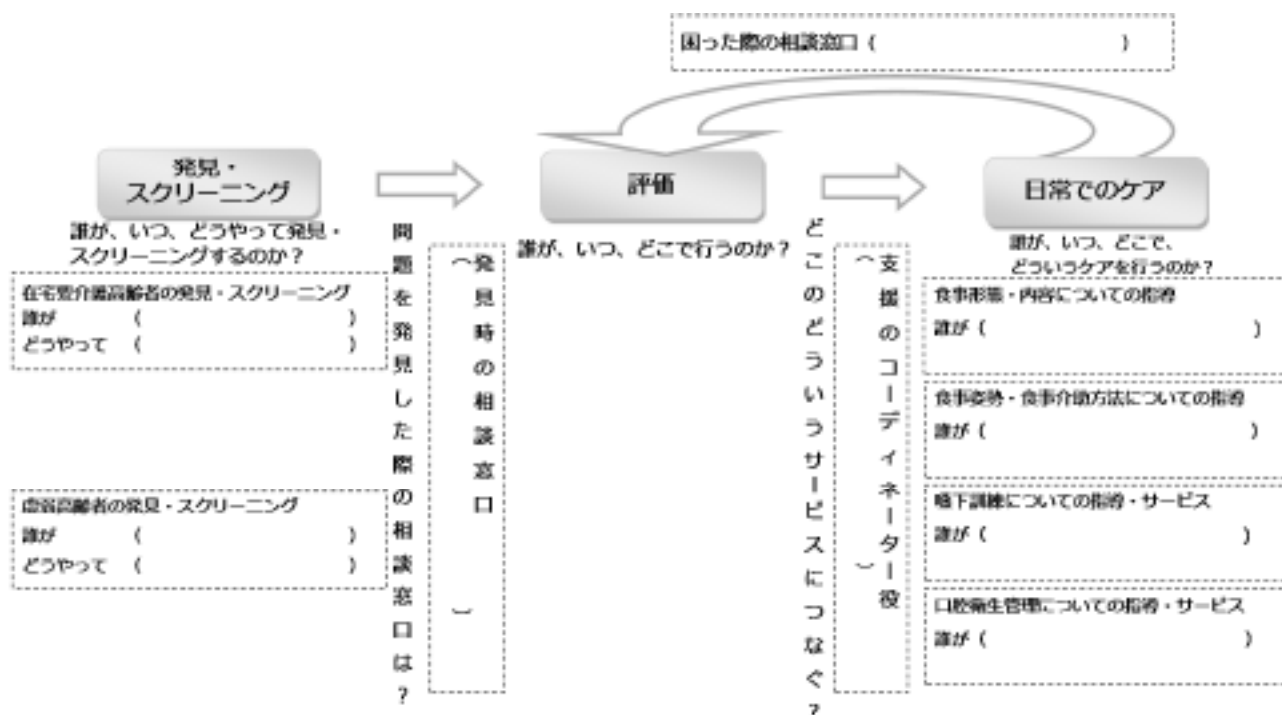 困った際の相談窓口（　　　　　　　　　　）
発見・
スクリーニング
評価
日常でのケア
誰が、いつ、どうやって発見・
スクリーニングするのか？
在宅要介護高齢者の発見・スクリーニング
誰が　　（　　　　　　　　　　）
どうやって　（　　　　　　　　　　）
虚弱高齢者の発見・スクリーニング
誰が　　（　　　　　　　　　　）
どうやって　（　　　　　　　　　　）
問題を発見した際の相談窓口は？
発見時の相談窓口
（　　　　　　　　　　）
誰が、いつ、どこで行うのか？
どこのどういうサービスにつなぐ？
支援のコーディネーター役
（　　　　　　　　　　）
誰が、いつ、どこで、
どういうケアを行うのか？
食事形態・内容についての指導
誰が（　　　　　　　　　　）
食事姿勢・食事介助方法についての指導
誰が（　　　　　　　　　　）
嚥下訓練についての指導・サービス
誰が（　　　　　　　　　　）
口腔衛生管理についての指導・サービス
誰が（　　　　　　　　　　）